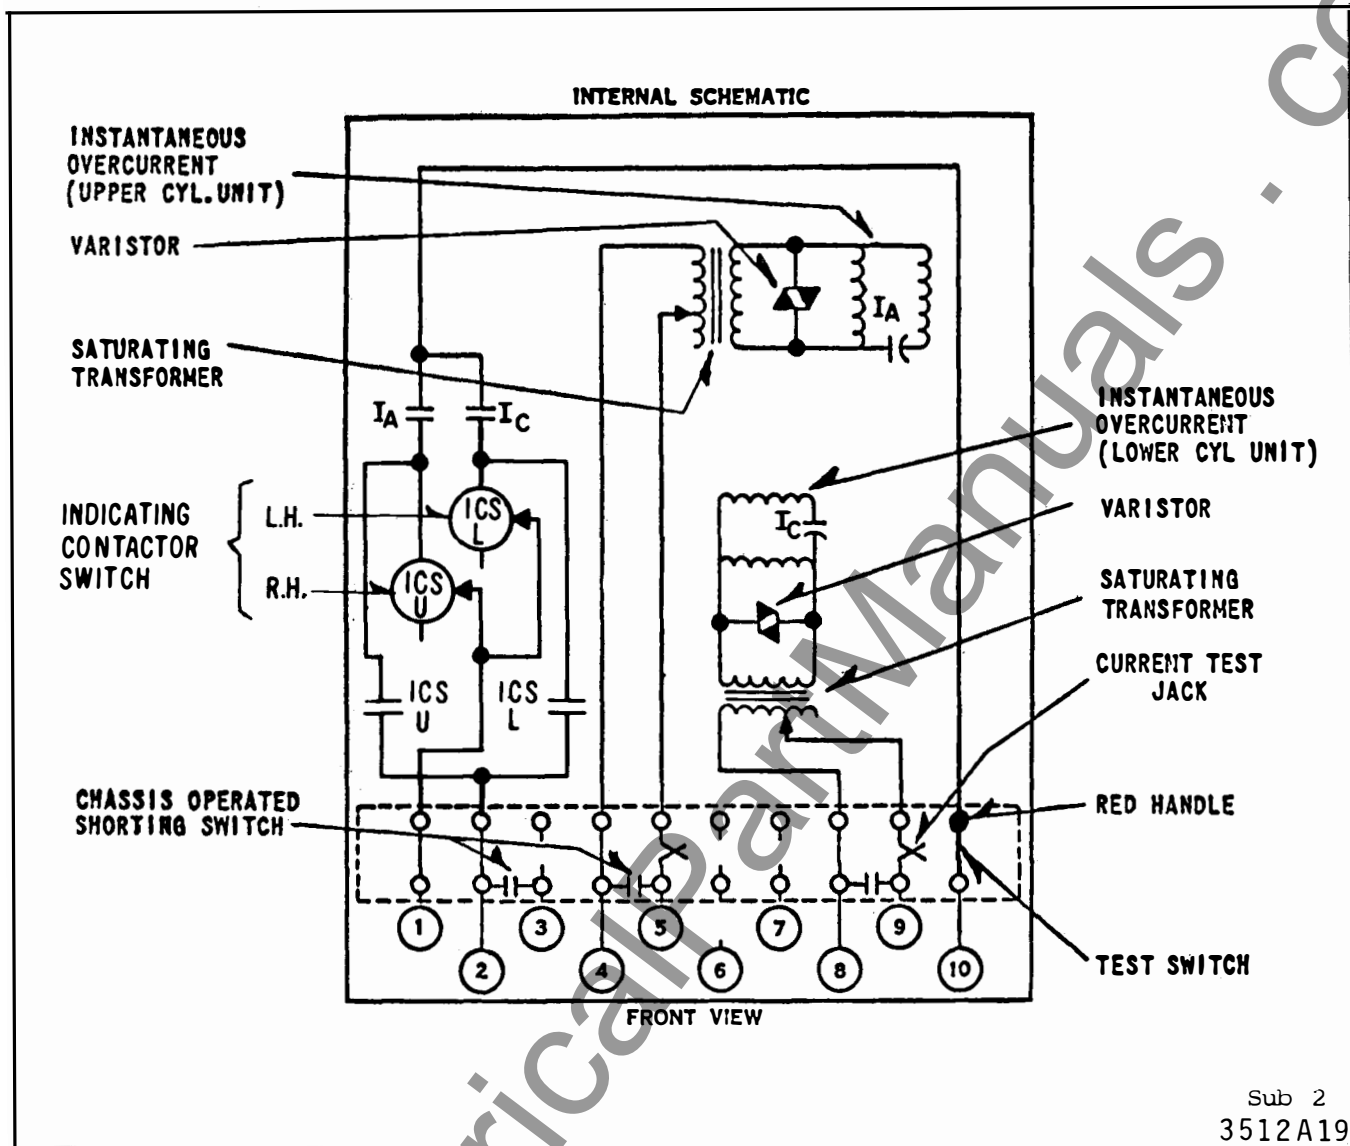 INTERNAL SCHEMATIC
INSTANTANEOUS
OVERCURRENT
(UPPER CYL.UNIT)
VARISTOR
SATURATING
TRANSFORMER
IA
IA
IC
INSTANTANEOUS
OVERCURRENT
(LOWER CYL UNIT)
INDICATING
CONTACTOR
SWITCH
L.H.
R.H.
ICS
L
ICS
U
IC
VARISTOR
SATURATING
TRANSFORMER
CURRENT TEST
JACK
ICS
U
ICS
L
CHASSIS OPERATED
SHORTING SWITCH
RED HANDLE
1
2
3
4
5
6
7
8
9
10
TEST SWITCH
FRONT VIEW
ricalPartManuals . co
Sub 2
3512A19